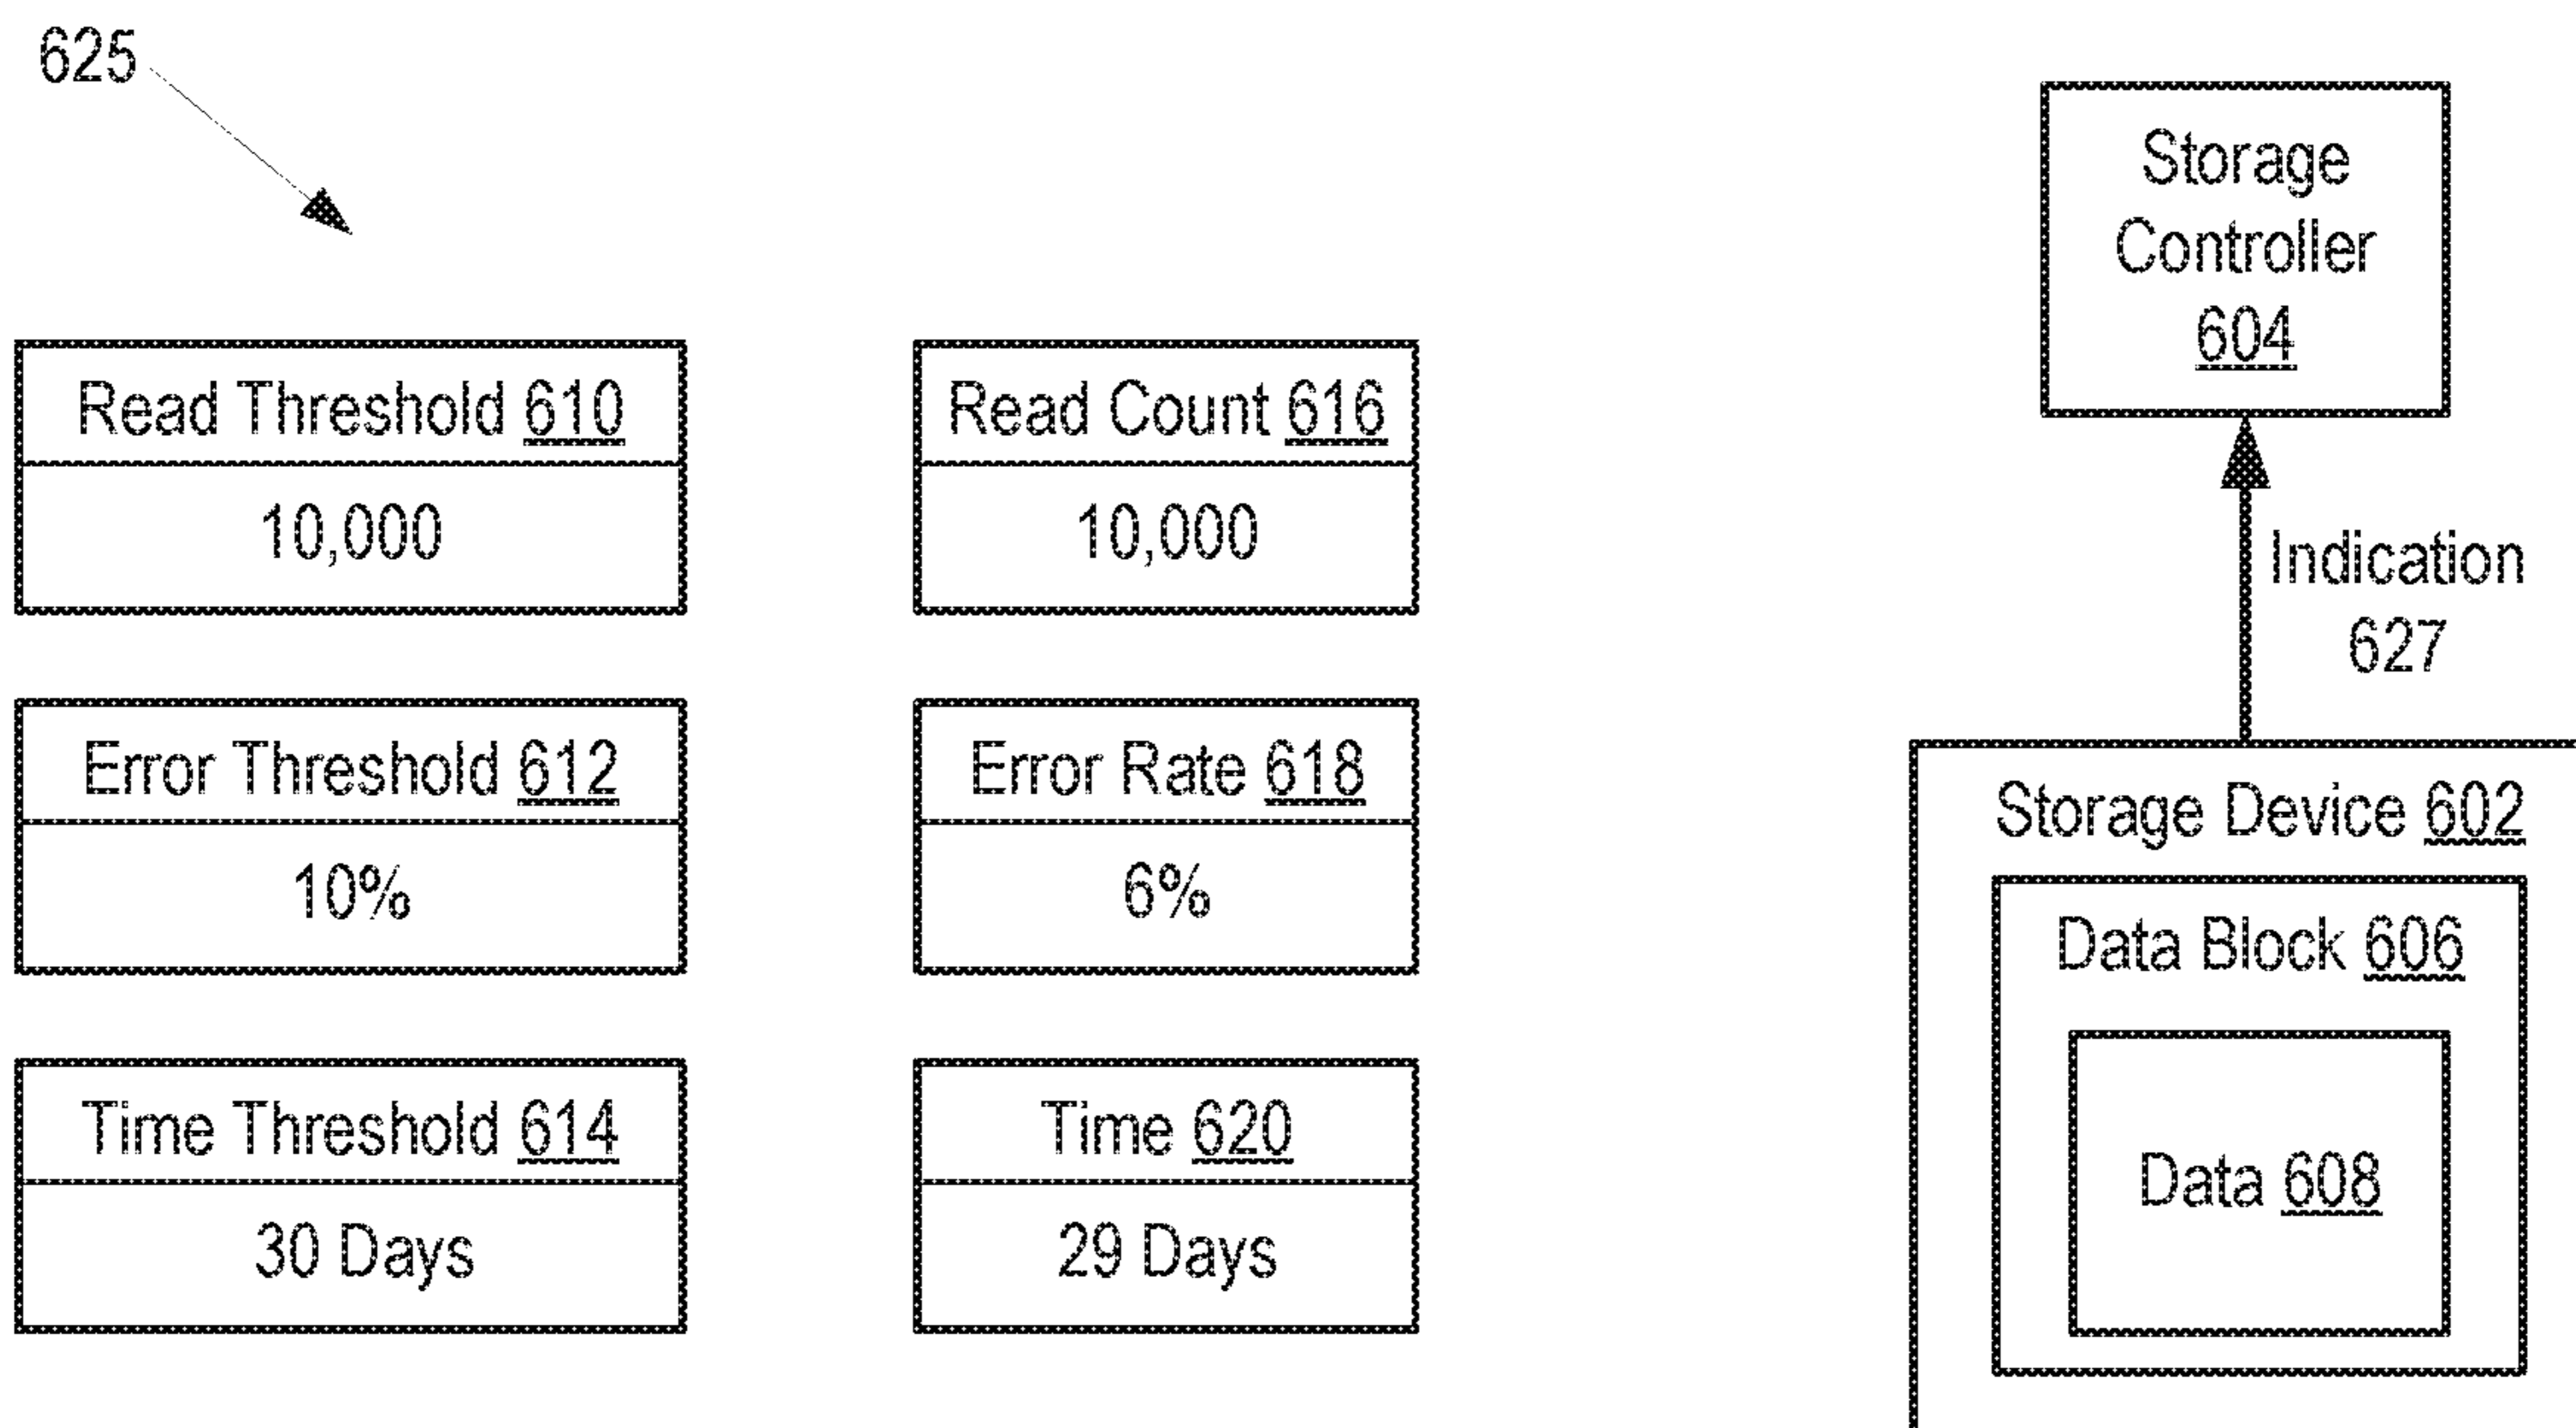 625
Storage
Controller
604
Read Threshold 610
10,000
Read Count 616
10,000
Indication
627
Error Threshold 612
10%
Error Rate 618
6%
Storage Device 602
Data Block 606
Data 608
Time Threshold 614
30 Days
Time 620
29 Days